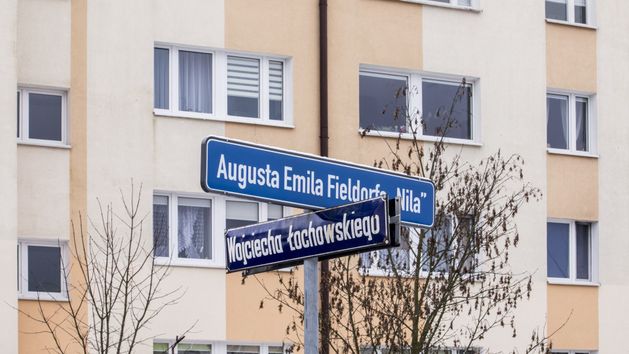 Augusta Emila Fieldorfa „Nila”
Wojciecha Łachowskiego